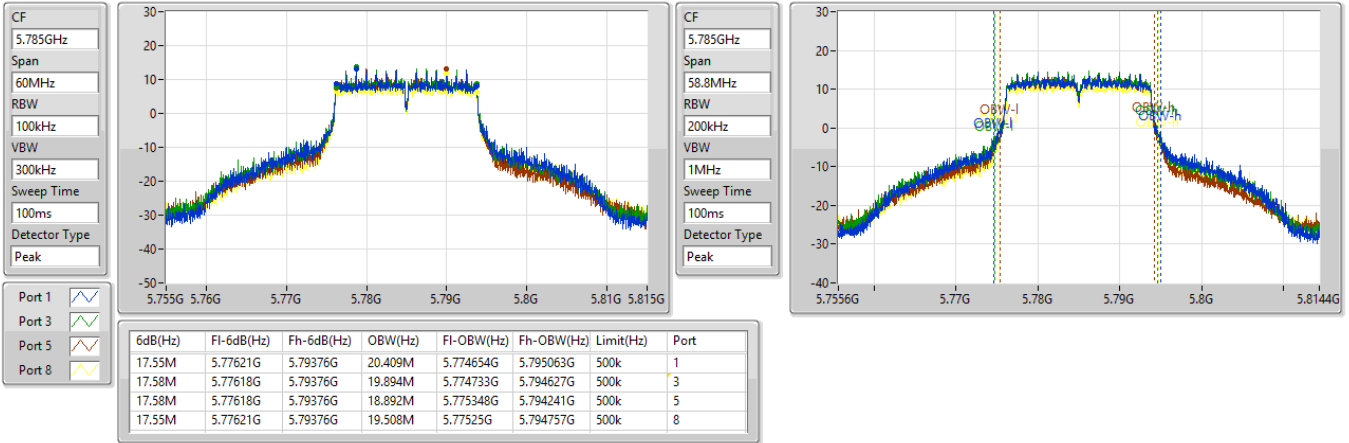 CF
5.785GHz
Span
60MHz
RBW
100kHz
VBW
300kHz
Sweep Time
100ms
Detector Type
Peak
30
20
10
0
-10
-20
-30
-40
-50
5.755G 5.76G 5.77G 5.78G 5.79G 5.8G 5.81G 5.815G
CF
5.785GHz
Span
58.8MHz
RBW
200kHz
VBW
1MHz
Sweep Time
100ms
Detector Type
Peak
30
20
10
0
-10
-20
-30
-40
OBW-l
OBW-l
OBW-h
OBW-h
5.7556G 5.77G 5.78G 5.79G 5.8G 5.8144G
Port 1
Port 3
Port 5
Port 8
6dB(Hz) Fl-6dB(Hz) Fh-6dB(Hz) OBW(Hz) Fl-OBW(Hz) Fh-OBW(Hz) Limit(Hz) Port
17.55M 5.77621G 5.79376G 20.409M 5.774654G 5.795063G 500k 1
17.58M 5.77618G 5.79376G 19.894M 5.774733G 5.794627G 500k 3
17.58M 5.77618G 5.79376G 18.892M 5.775348G 5.794241G 500k 5
17.55M 5.77621G 5.79376G 19.508M 5.77525G 5.794757G 500k 8